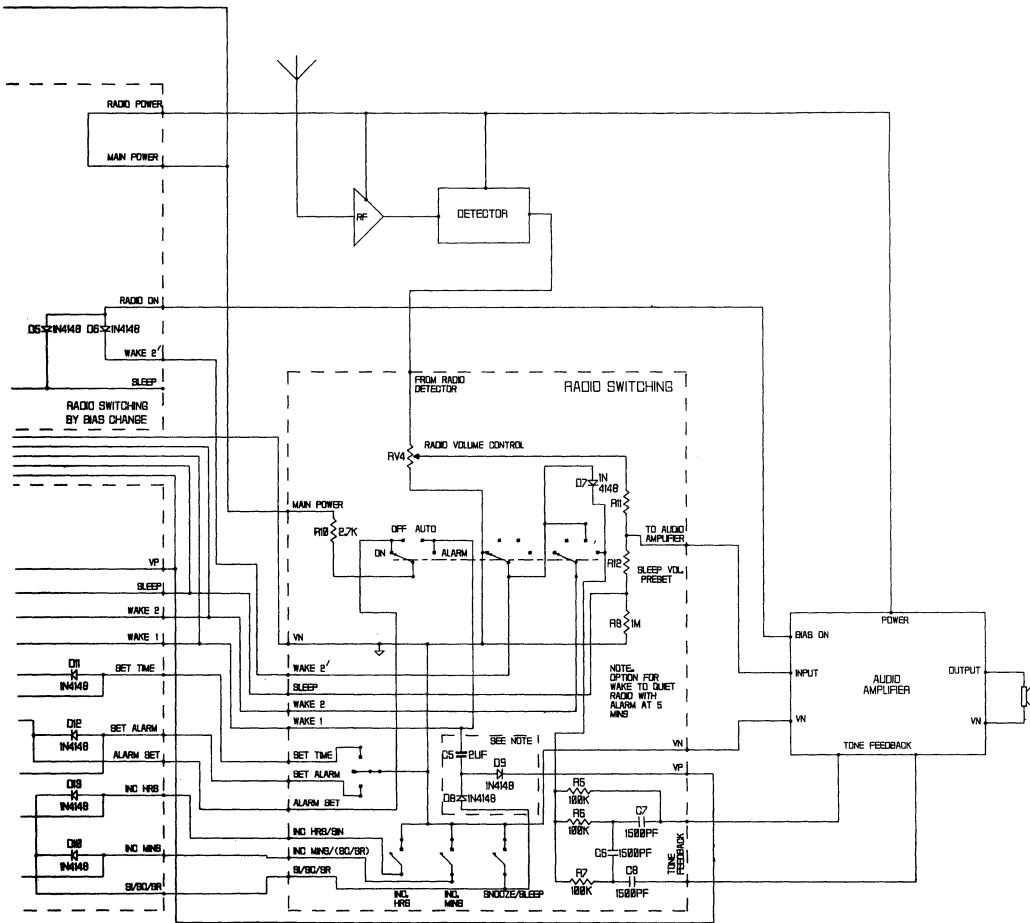 RADIO POWER
MAIN POWER
RF
DETECTOR
RADIO ON
D5 1N4148 D6 1N4148
WAKE 2'
SLEEP
RADIO SWITCHING
BY BIAS CHANGE
FROM RADIO
DETECTOR
RADIO SWITCHING
RADIO VOLUME CONTROL
RV4
D7 1N
4148
R11
MAIN POWER
R10 2.7K
OFF AUTO
ON
ALARM
TO AUDIO
AMPLIFIER
R12
SLEEP VOL.
PRESET
VP
SLEEP
WAKE 2
WAKE 1
R8 1M
VN
POWER
BIAS ON
INPUT
AUDIO
AMPLIFIER
OUTPUT
VN
VN
TONE FEEDBACK
D11
1N4148
SET TIME
WAKE 2'
SLEEP
WAKE 2
WAKE 1
NOTE.
OPTION FOR
WAKE TO QUIET
RADIO WITH
ALARM AT 5
MINS
D12
1N4148
SET ALARM
ALARM SET
SET TIME
SET ALARM
ALARM SET
SEE NOTE
C5 2UF
D9
1N4148
D8 1N4148
VN
VP
D13
1N4148
INC HRS
D10
1N4148
INC MINS
SI/SO/SR
INC HRS/SIN
INC MINS/(SO/SR)
SI/SO/SR
INC.
HRS
INC.
MINS
SNOOZE/SLEEP
R5
100K
R6
100K
C7
1500PF
C6 1500PF
R7
100K
C8
1500PF
TONE
FEEDBACK